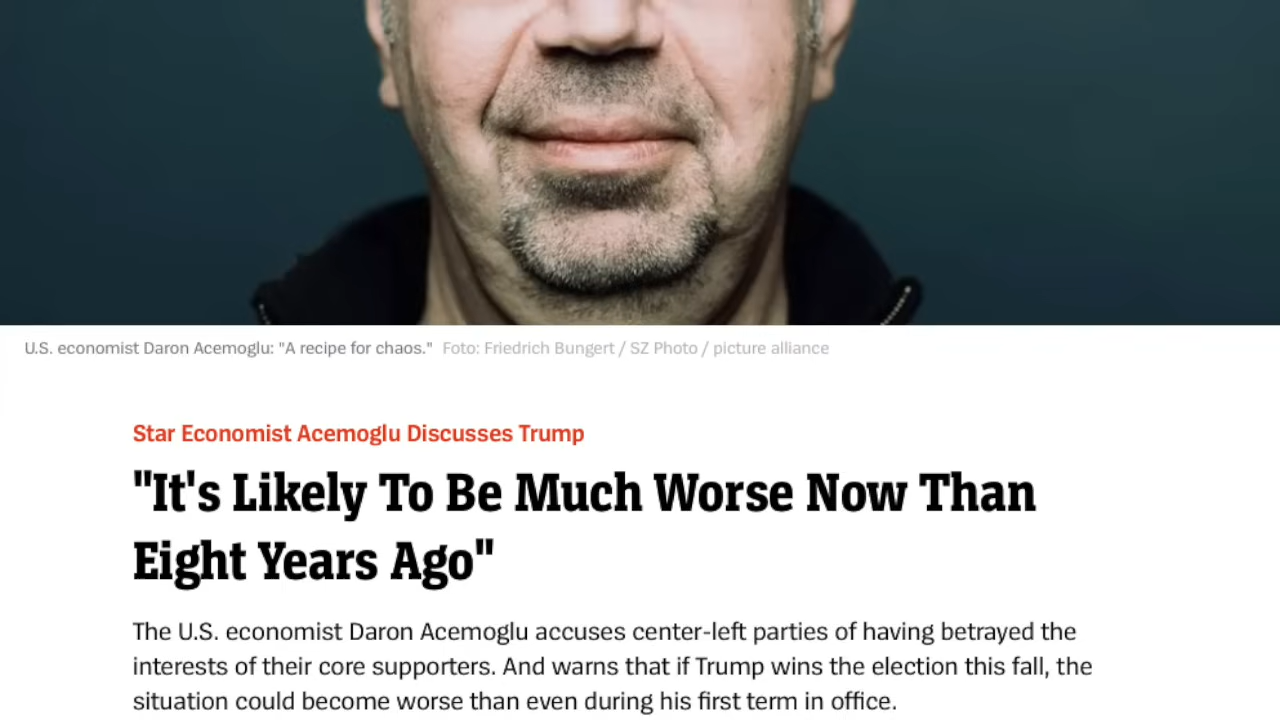 U.S. economist Daron Acemoglu: "A recipe for chaos." Foto: Friedrich Bungert / SZ Photo / picture alliance
Star Economist Acemoglu Discusses Trump
"It's Likely To Be Much Worse Now Than
Eight Years Ago"
The U.S. economist Daron Acemoglu accuses center-left parties of having betrayed the
interests of their core supporters. And warns that if Trump wins the election this fall, the
situation could become worse than even during his first term in office.